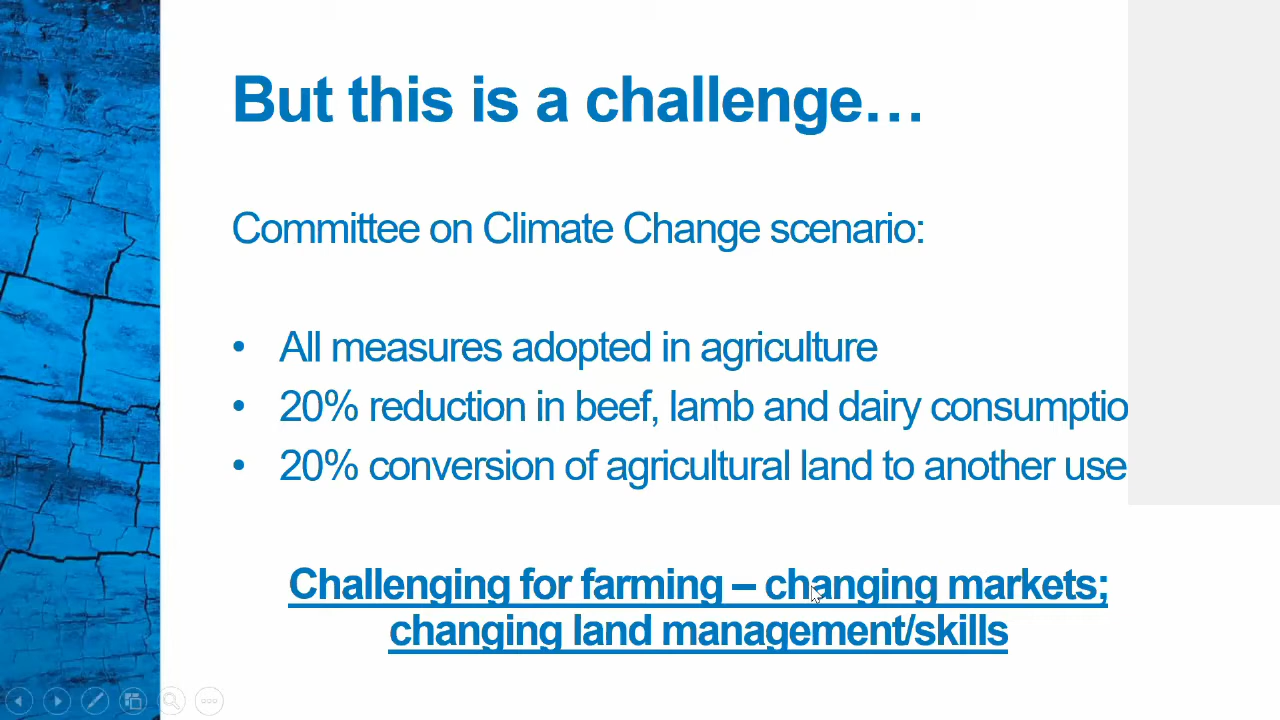 But this is a challenge…
Committee on Climate Change scenario:
• All measures adopted in agriculture
• 20% reduction in beef, lamb and dairy consumptio
• 20% conversion of agricultural land to another use
Challenging for farming – changing markets;
changing land management/skills